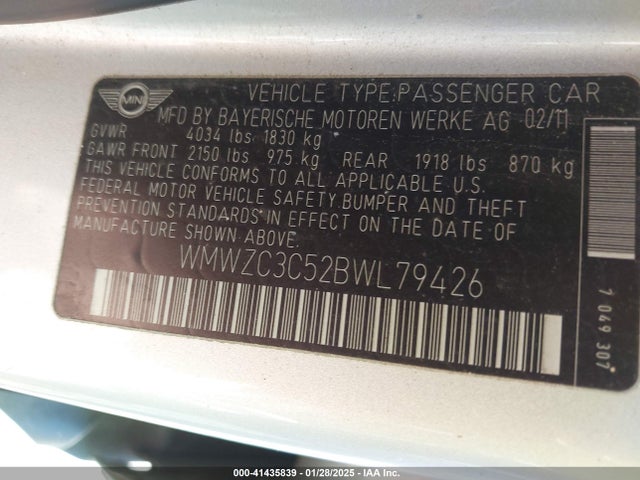 MINI
VEHICLE TYPE:PASSENGER CAR
MFD BY BAYERISCHE MOTOREN WERKE AG 02/11
GVWR 4034 lbs 1830 kg
GAWR FRONT 2150 lbs 975 kg REAR 1918 lbs 870 kg
THIS VEHICLE CONFORMS TO ALL APPLICABLE U.S.
FEDERAL MOTOR VEHICLE SAFETY,BUMPER AND THEFT
PREVENTION STANDARDS IN EFFECT ON THE DATE OF
MANUFACTURE SHOWN ABOVE.
WMWZC3C52BWL79426
7 049 307
000-41435839 | 01/28/2025 | IAA Holdings, LLC.